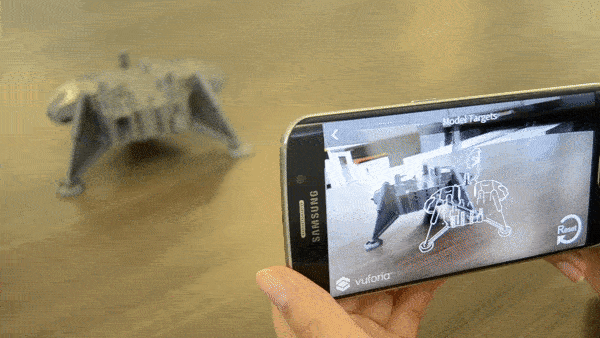 Model Targets
SAMSUNG
Reset
vuforia